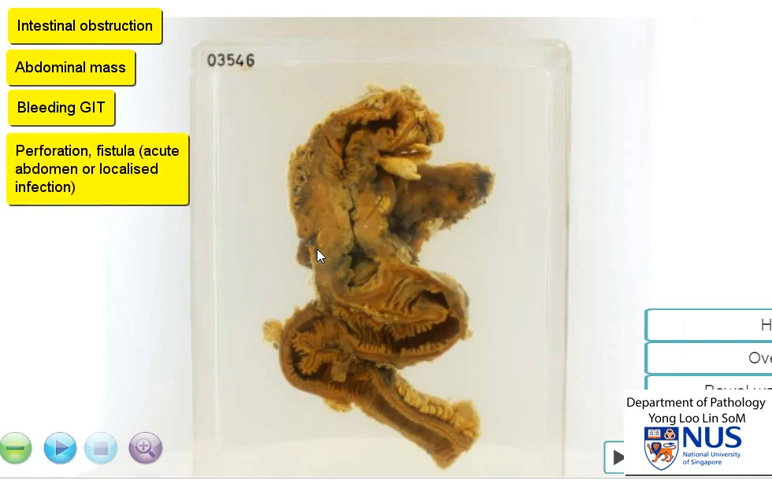 Intestinal obstruction
Abdominal mass
Bleeding GIT
Perforation, fistula (acute
abdomen or localised
infection)
03546
H
Ove
Department of Pathology
Yong Loo Lin SoM
NUS
National University
of Singapore